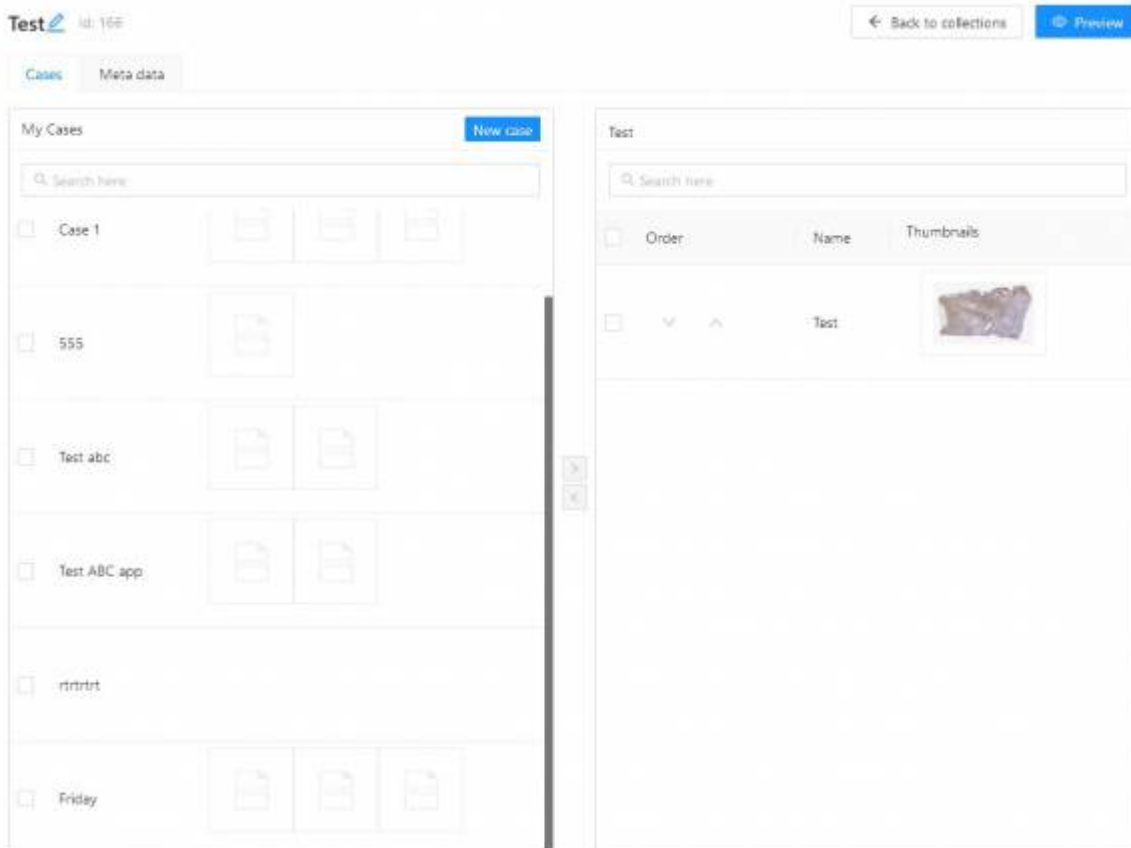 Test id: 166
Back to collections
Preview
Cases Meta data
My Cases
New case
Search here
Case 1
555
Test abc
Test ABC app
rtrtrtrt
Friday
Test
Search here
Order Name Thumbnails
Test